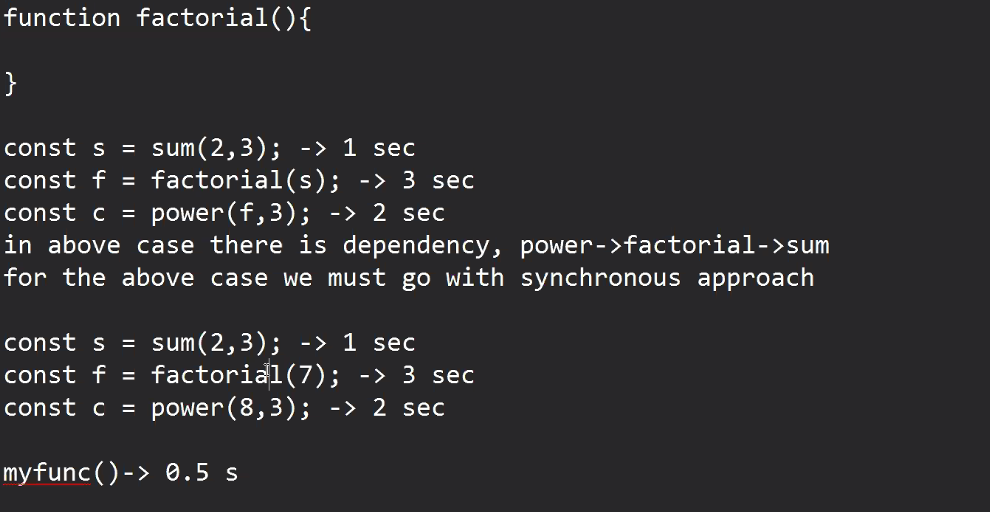 function factorial(){
}
const s = sum(2,3); -> 1 sec
const f = factorial(s); -> 3 sec
const c = power(f,3); -> 2 sec
in above case there is dependency, power->factorial->sum
for the above case we must go with synchronous approach
const s = sum(2,3); -> 1 sec
const f = factorial(7); -> 3 sec
const c = power(8,3); -> 2 sec
myfunc()-> 0.5 s